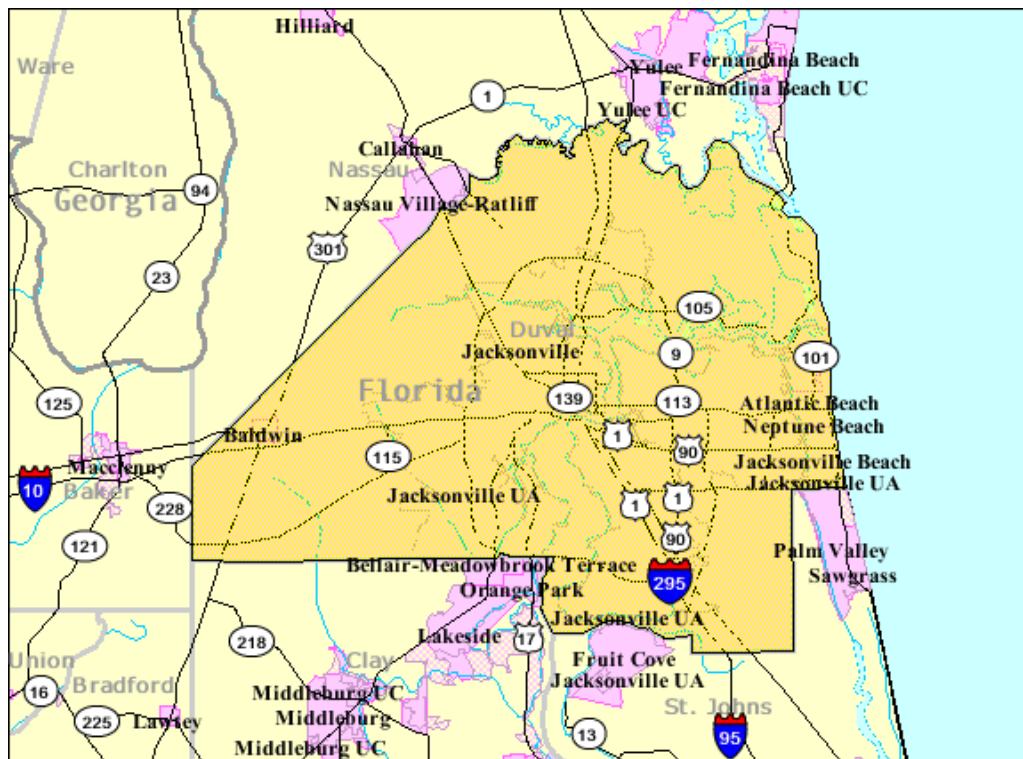 Hilliard
Ware
Fernandina Beach
Yulee
Fernandina Beach UC
1
Yulee UC
Callahan
Charlton
Nassau
94
Georgia
Nassau Village-Ratliff
301
23
105
Duval
Jacksonville
9
101
Florida
139
113
125
Atlantic Beach
Neptune Beach
Baldwin
1
90
115
Macclenny
Jacksonville Beach
Jacksonville UA
10
Baker
Jacksonville UA
1
1
228
90
121
Palm Valley
Bellair-Meadowbrook Terrace
Sawgrass
295
Orange Park
Jacksonville UA
218
Lakeside
17
Union
Clay
Fruit Cove
Jacksonville UA
Bradford
16
Middleburg UC
St. Johns
225
Lawtey
Middleburg
13
95
Middleburg UC